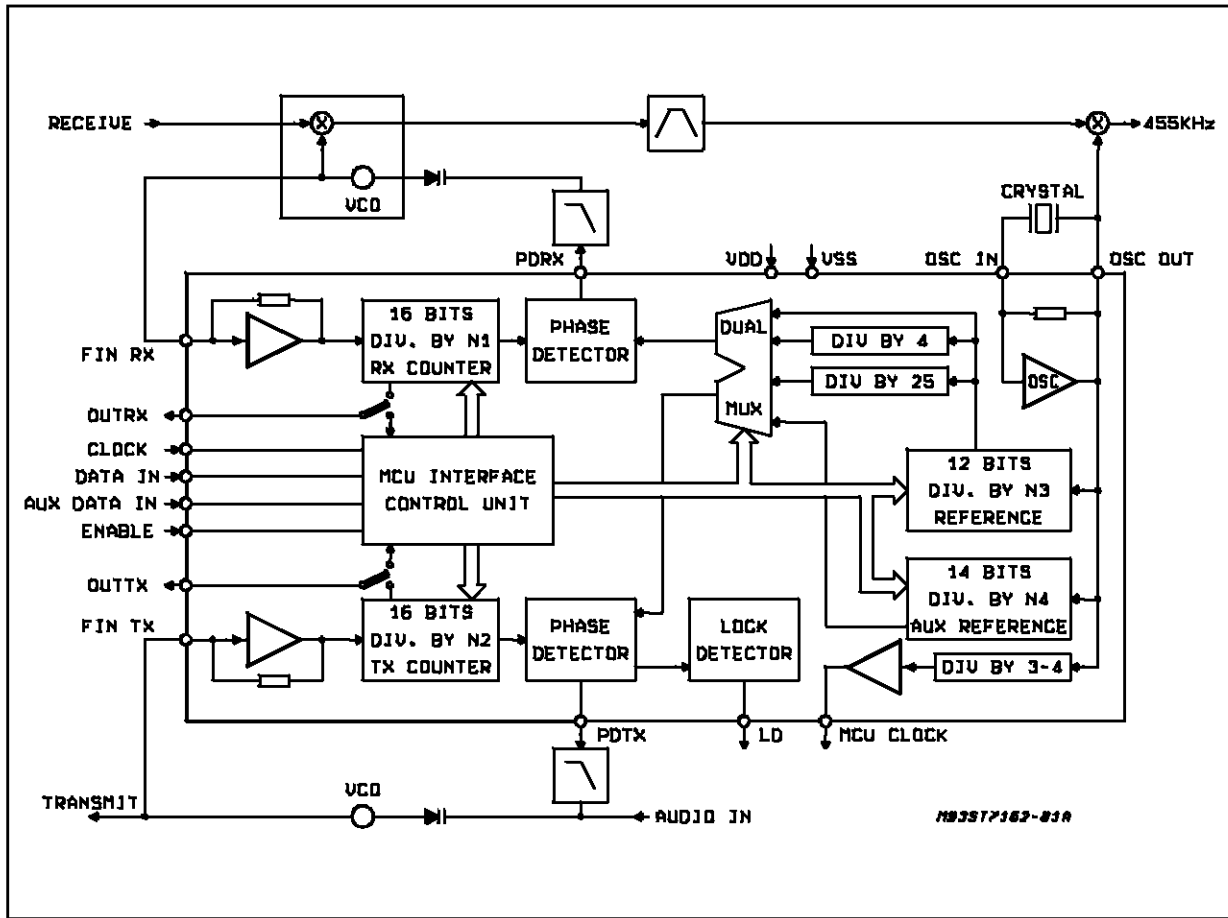 RECEIVE
455KHz
VCO
CRYSTAL
PDRX
VDD
VSS
OSC IN
OSC OUT
FIN RX
16 BITS
DIV. BY N1
RX COUNTER
PHASE
DETECTOR
DUAL
MUX
DIV BY 4
DIV BY 25
OSC
OUTRX
CLOCK
DATA IN
AUX DATA IN
ENABLE
MCU INTERFACE
CONTROL UNIT
12 BITS
DIV. BY N3
REFERENCE
OUTTX
FIN TX
16 BITS
DIV. BY N2
TX COUNTER
PHASE
DETECTOR
LOCK
DETECTOR
14 BITS
DIV. BY N4
AUX REFERENCE
DIV BY 3-4
PDTX
LD
MCU CLOCK
TRANSMIT
VCO
AUDIO IN
M93ST7162-01A